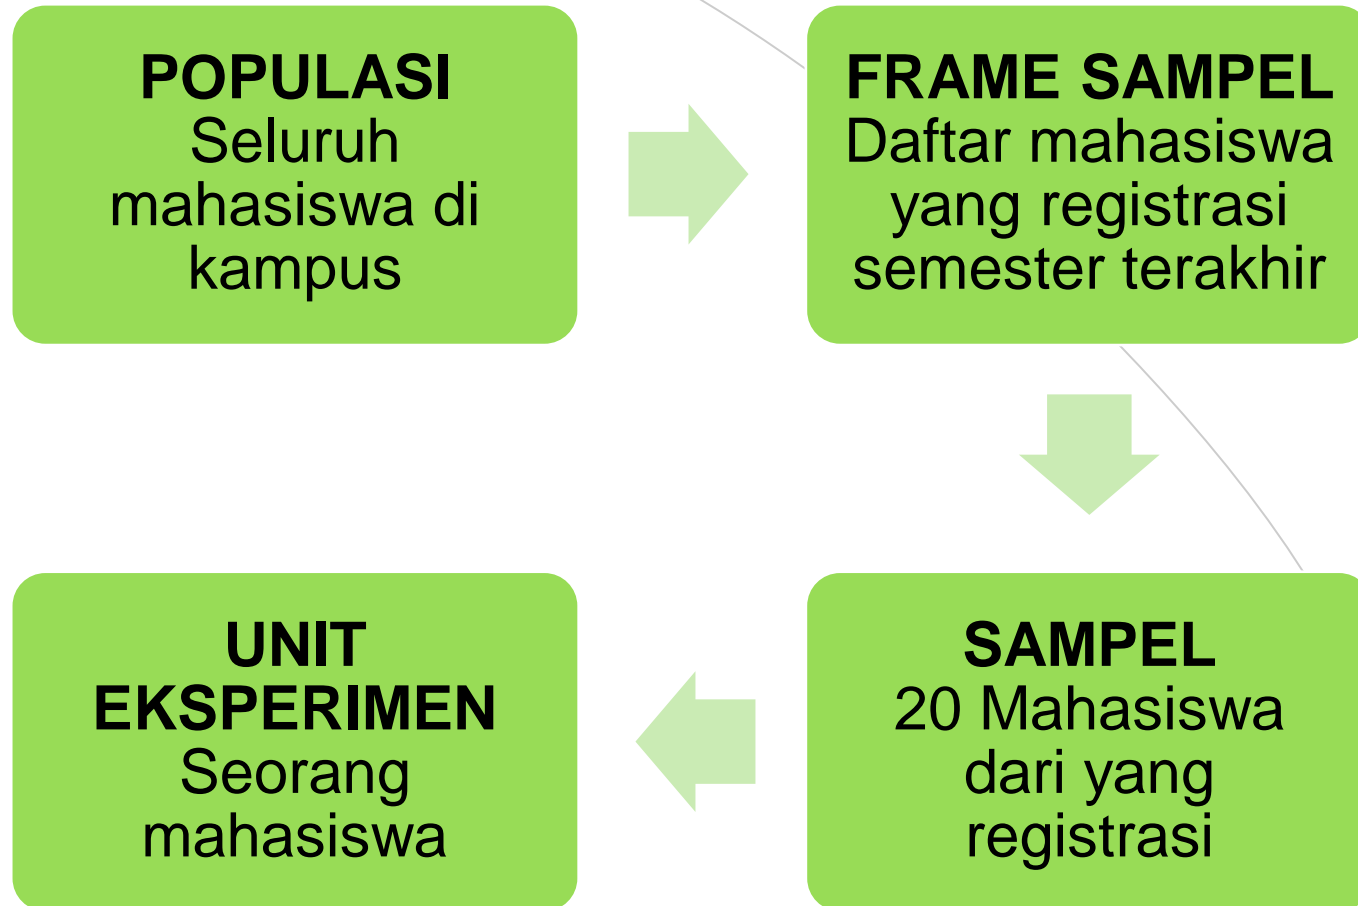 POPULASI
Seluruh
mahasiswa di
kampus
FRAME SAMPEL
Daftar mahasiswa
yang registrasi
semester terakhir
SAMPEL
20 Mahasiswa
dari yang
registrasi
UNIT
EKSPERIMEN
Seorang
mahasiswa